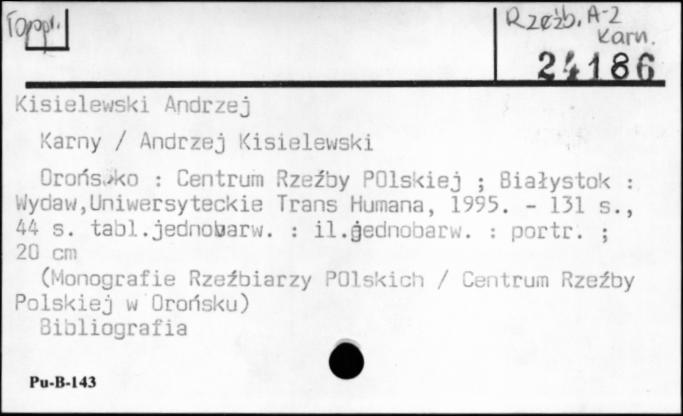 Topogr.
Rzeźb. A-Z
Karn.
24186
Kisielewski Andrzej
Karny / Andrzej Kisielewski
Orońsko : Centrum Rzeźby POlskiej ; Białystok :
Wydaw,Uniwersyteckie Trans Humana, 1995. - 131 s.,
44 s. tabl.jednobarw. : il.jednobarw. : portr. ;
20 cm
(Monografie Rzeźbiarzy POlskich / Centrum Rzeźby
Polskiej w Orońsku)
Bibliografia
Pu-B-143